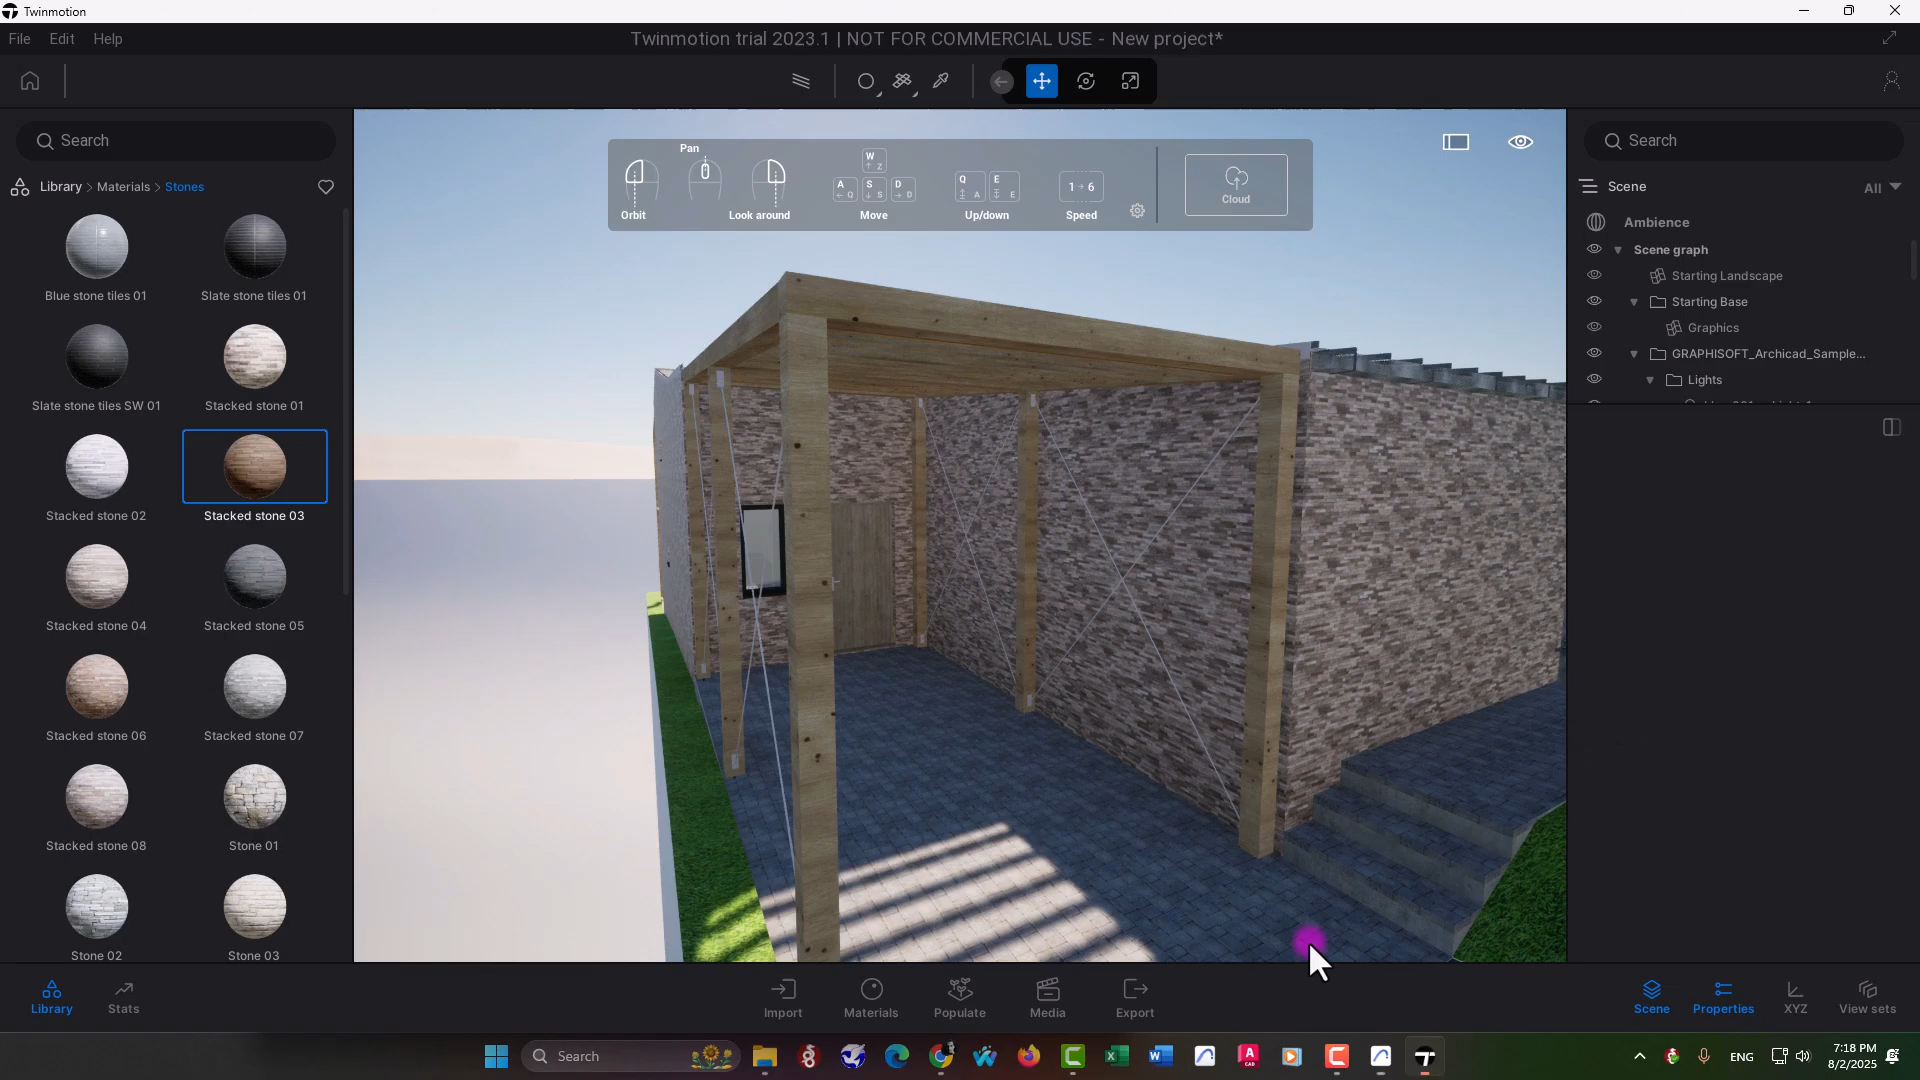 Twinmotion
File Edit Help
Twinmotion trial 2023.1 | NOT FOR COMMERCIAL USE - New project*
Search
Library > Materials > Stones
Blue stone tiles 01
Slate stone tiles 01
Slate stone tiles SW 01
Stacked stone 01
Stacked stone 02
Stacked stone 03
Stacked stone 04
Stacked stone 05
Stacked stone 06
Stacked stone 07
Stacked stone 08
Stone 01
Stone 02
Stone 03
Pan
Orbit
Look around
W
Z
A
Q
S
S
D
D
Move
Q
A
E
E
Up/down
1 → 6
Speed
Cloud
Search
Scene
All
Ambience
Scene graph
Starting Landscape
Starting Base
Graphics
GRAPHISOFT_Archicad_Sample...
Lights
Library
Stats
Import
Materials
Populate
Media
Export
Scene
Properties
XYZ
View sets
Search
ENG
7:18 PM
8/2/2025